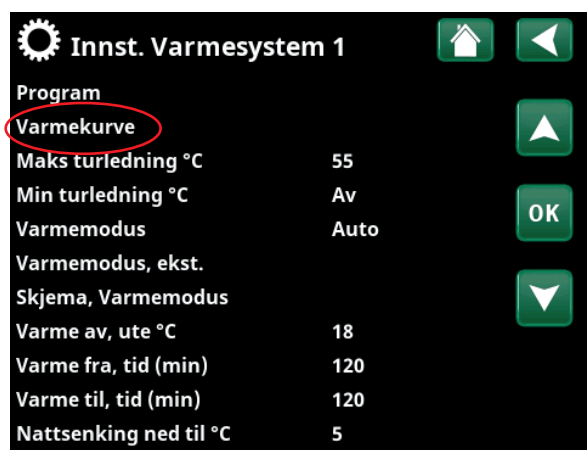 Innst. Varmesystem 1
Program
Varmekurve
Maks turledning °C 55
Min turledning °C Av
Varmemodus Auto
Varmemodus, ekst.
Skjema, Varmemodus
Varme av, ute °C 18
Varme fra, tid (min) 120
Varme til, tid (min) 120
Nattsenking ned til °C 5
OK